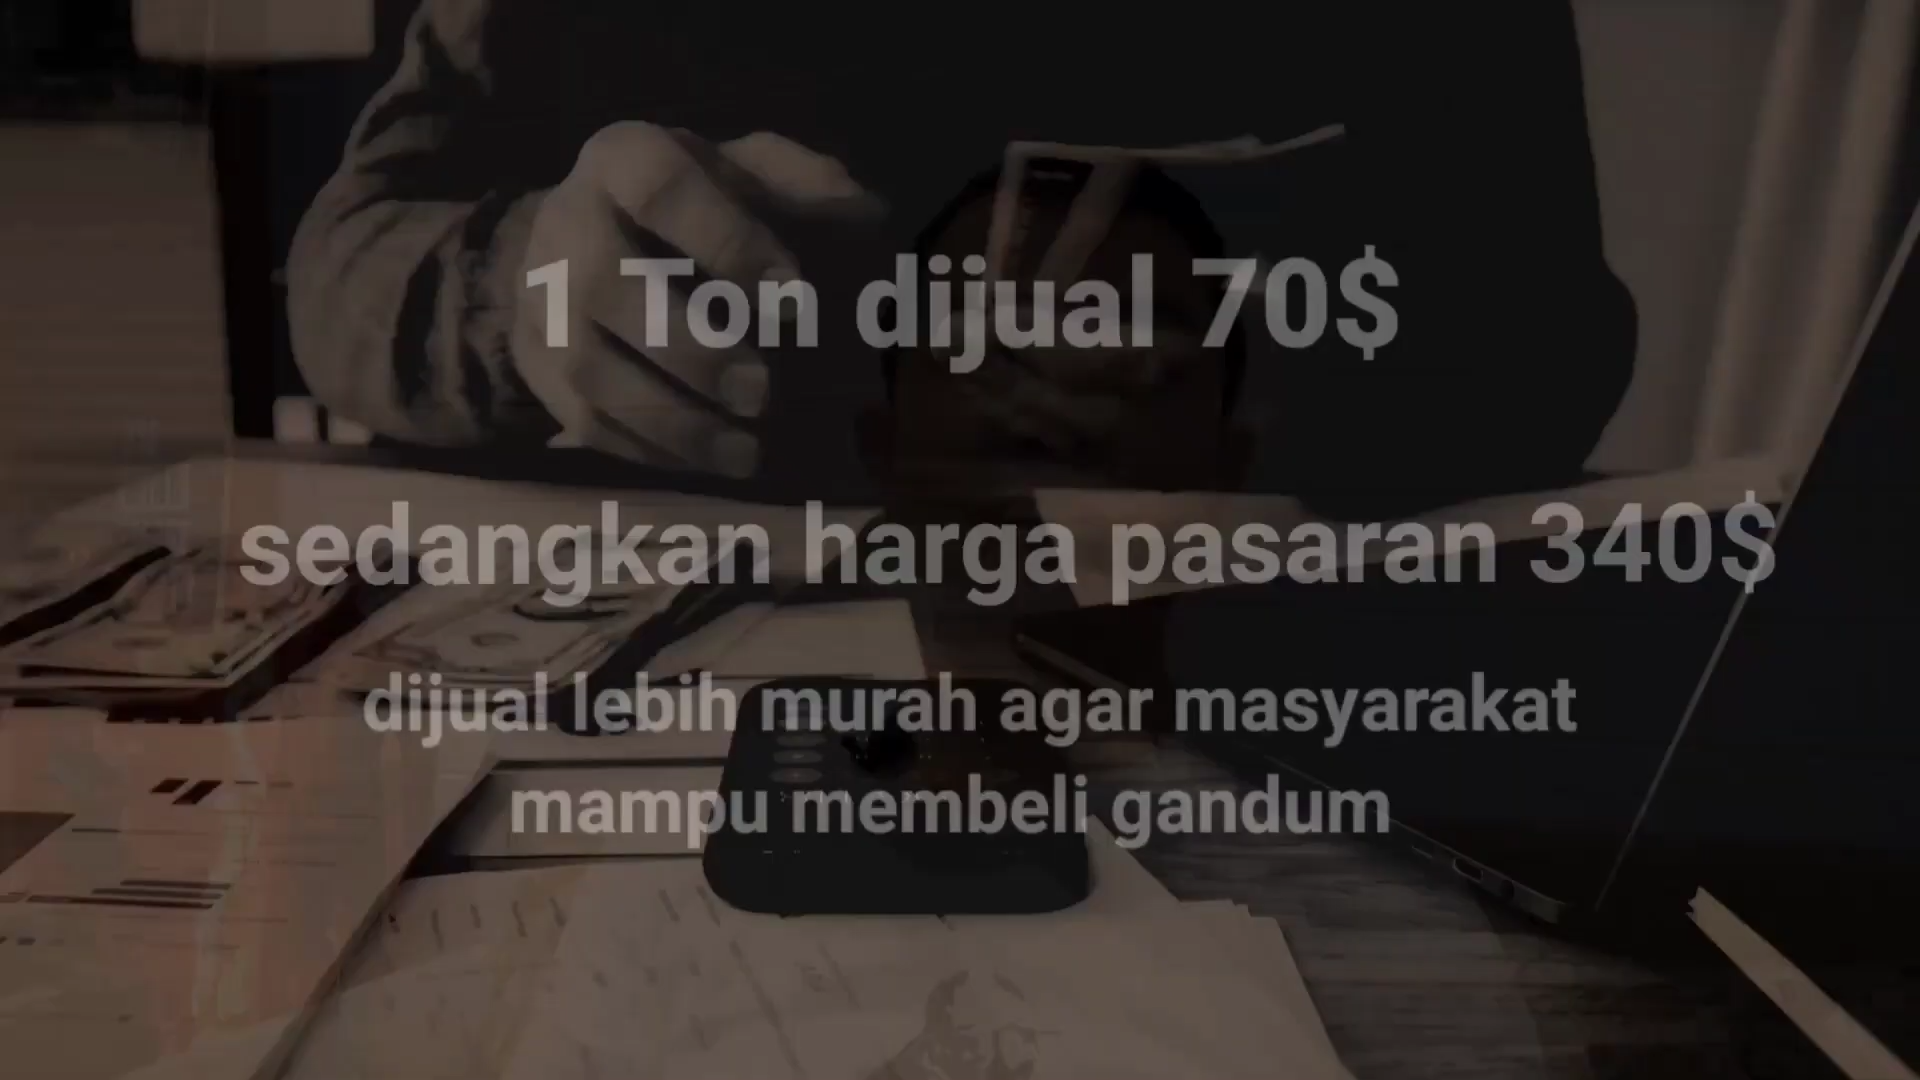 1 Ton dijual 70$
sedangkan harga pasaran 340$
dijual lebih murah agar masyarakat
mampu membeli gandum